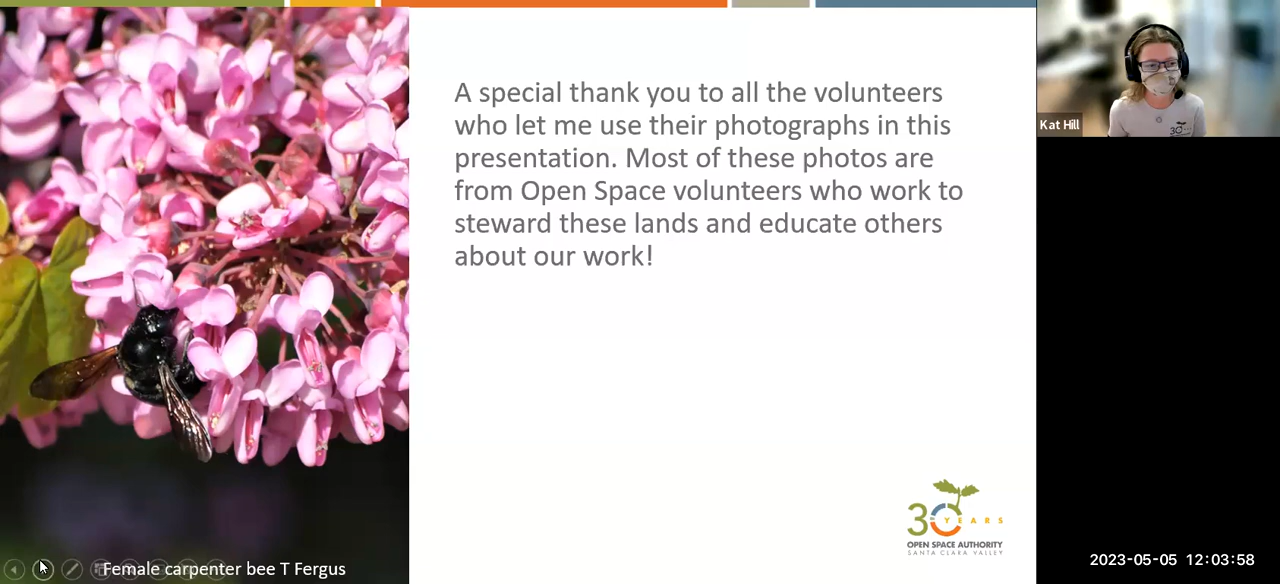 A special thank you to all the volunteers
who let me use their photographs in this
presentation. Most of these photos are
from Open Space volunteers who work to
steward these lands and educate others
about our work!
Kat Hill
30
30 YEARS
OPEN SPACE AUTHORITY
SANTA CLARA VALLEY
Female carpenter bee T Fergus
2023-05-05 12:03:58